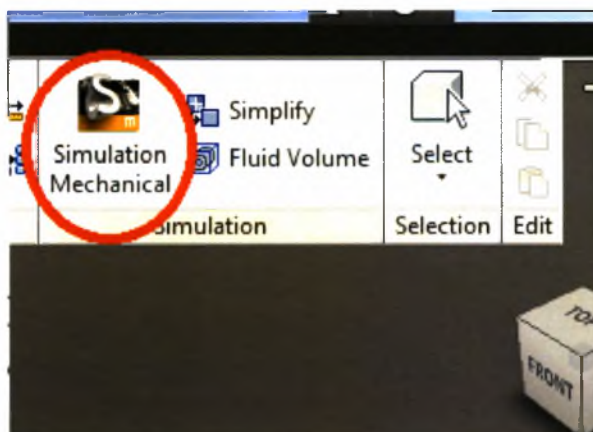 S
m
Simulation
Mechanical
Simplify
Fluid Volume
Select
Simulation
Selection
Edit
TOP
FRONT